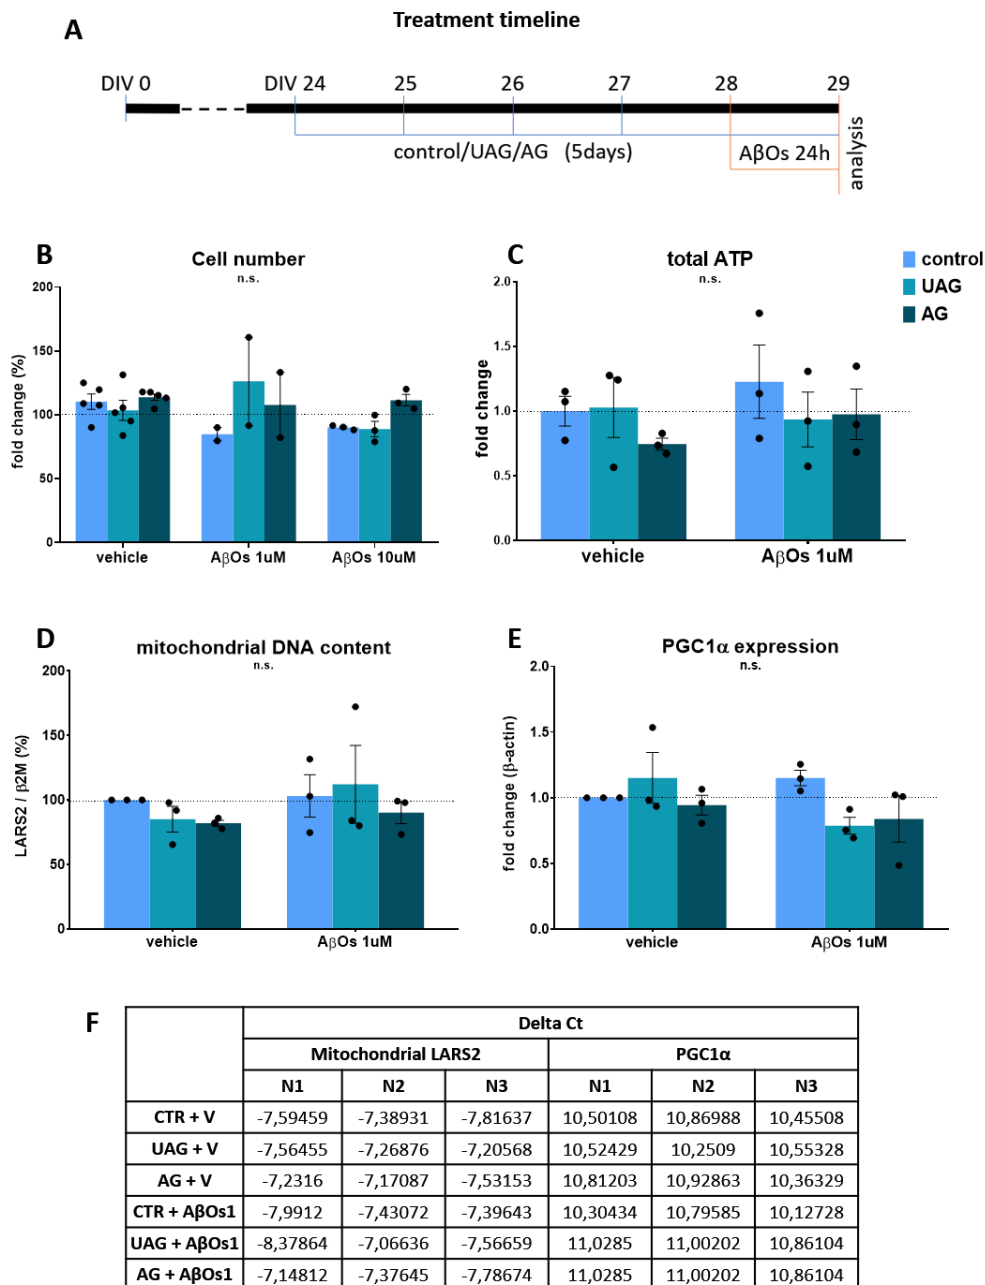 A
Treatment timeline
DIV 0 DIV 24 25 26 27 28 29
control/UAG/AG (5days)
AβOs 24h
analysis
B
Cell number
n.s.
fold change (%)
200
150
100
50
0
vehicle AβOs 1uM AβOs 10uM
C
total ATP
n.s.
fold change
2.0
1.5
1.0
0.5
0.0
vehicle AβOs 1uM
control
UAG
AG
D
mitochondrial DNA content
n.s.
LARS2 / β2M (%)
200
150
100
50
0
vehicle AβOs 1uM
E
PGC1α expression
n.s.
fold change (β-actin)
2.0
1.5
1.0
0.5
0.0
vehicle AβOs 1uM
F
Delta Ct
Mitochondrial LARS2 PGC1α
N1 N2 N3 N1 N2 N3
CTR + V -7,59459 -7,38931 -7,81637 10,50108 10,86988 10,45508
UAG + V -7,56455 -7,26876 -7,20568 10,52429 10,2509 10,55328
AG + V -7,2316 -7,17087 -7,53153 10,81203 10,92863 10,36329
CTR + AβOs1 -7,9912 -7,43072 -7,39643 10,30434 10,79585 10,12728
UAG + AβOs1 -8,37864 -7,06636 -7,56659 11,0285 11,00202 10,86104
AG + AβOs1 -7,14812 -7,37645 -7,78674 11,0285 11,00202 10,86104